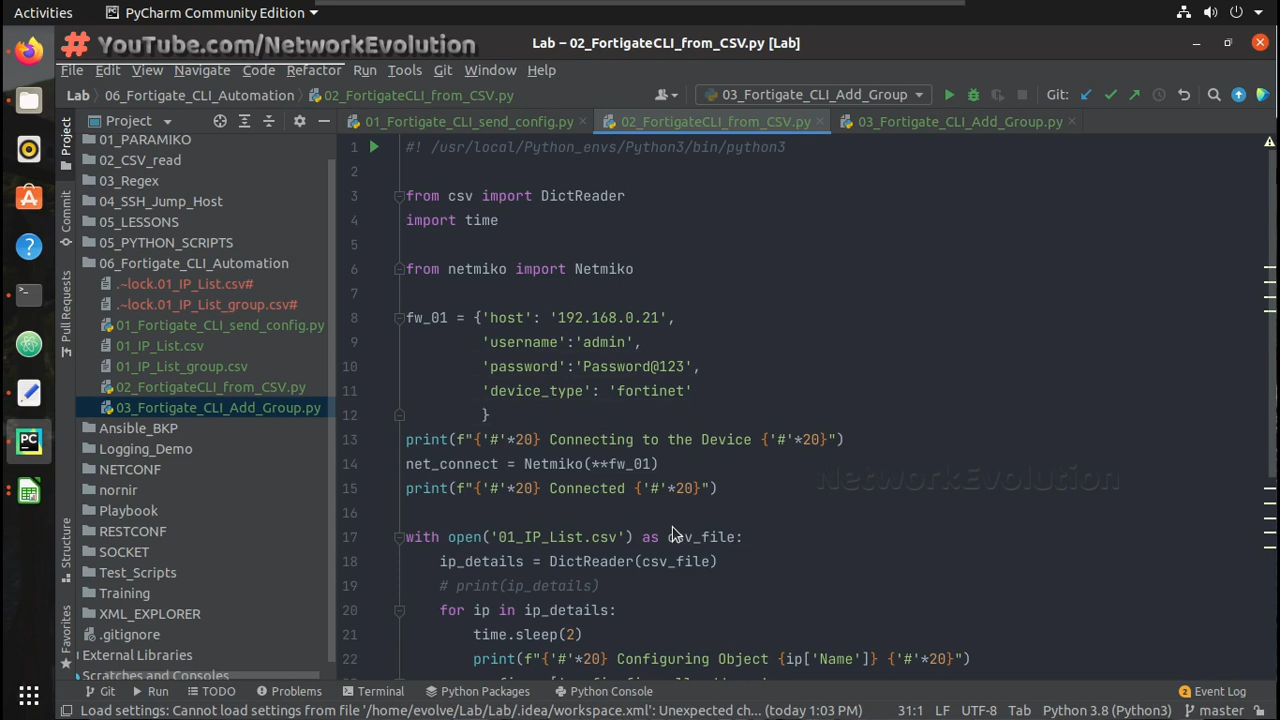 Activities
PyCharm Community Edition
# YouTube.com/NetworkEvolution
Lab – 02_FortigateCLI_from_CSV.py [Lab]
File Edit View Navigate Code Refactor Run Tools Git Window Help
Lab 06_Fortigate_CLI_Automation 02_FortigateCLI_from_CSV.py
03_Fortigate_CLI_Add_Group
Git:
Project
01_Fortigate_CLI_send_config.py
02_FortigateCLI_from_CSV.py
03_Fortigate_CLI_Add_Group.py
Project
Commit
Pull Requests
Structure
Favorites
01_PARAMIKO
02_CSV_read
03_Regex
04_SSH_Jump_Host
05_LESSONS
05_PYTHON_SCRIPTS
06_Fortigate_CLI_Automation
.~lock.01_IP_List.csv#
.~lock.01_IP_List_group.csv#
01_Fortigate_CLI_send_config.py
01_IP_List.csv
01_IP_List_group.csv
02_FortigateCLI_from_CSV.py
03_Fortigate_CLI_Add_Group.py
Ansible_BKP
Logging_Demo
NETCONF
nornir
Playbook
RESTCONF
SOCKET
Test_Scripts
Training
XML_EXPLORER
.gitignore
External Libraries
Scratches and Consoles
1 #! /usr/local/Python_envs/Python3/bin/python3
2
3 from csv import DictReader
4 import time
5
6 from netmiko import Netmiko
7
8 fw_01 = {'host': '192.168.0.21',
9 'username':'admin',
10 'password':'Password@123',
11 'device_type': 'fortinet'
12 }
13 print(f"{'#'*20} Connecting to the Device {'#'*20}")
14 net_connect = Netmiko(**fw_01)
15 print(f"{'#'*20} Connected {'#'*20}")
16
17 with open('01_IP_List.csv') as csv_file:
18 ip_details = DictReader(csv_file)
19 # print(ip_details)
20 for ip in ip_details:
21 time.sleep(2)
22 print(f"{'#'*20} Configuring Object {ip['Name']} {'#'*20}")
NetworkEvolution
Git Run TODO Problems Terminal Python Packages Python Console
2 Event Log
Load settings: Cannot load settings from file '/home/evolve/Lab/Lab/.idea/workspace.xml': Unexpected ch... (today 1:03 PM)
31:1 LF UTF-8 Tab Python 3.8 (Python3) master